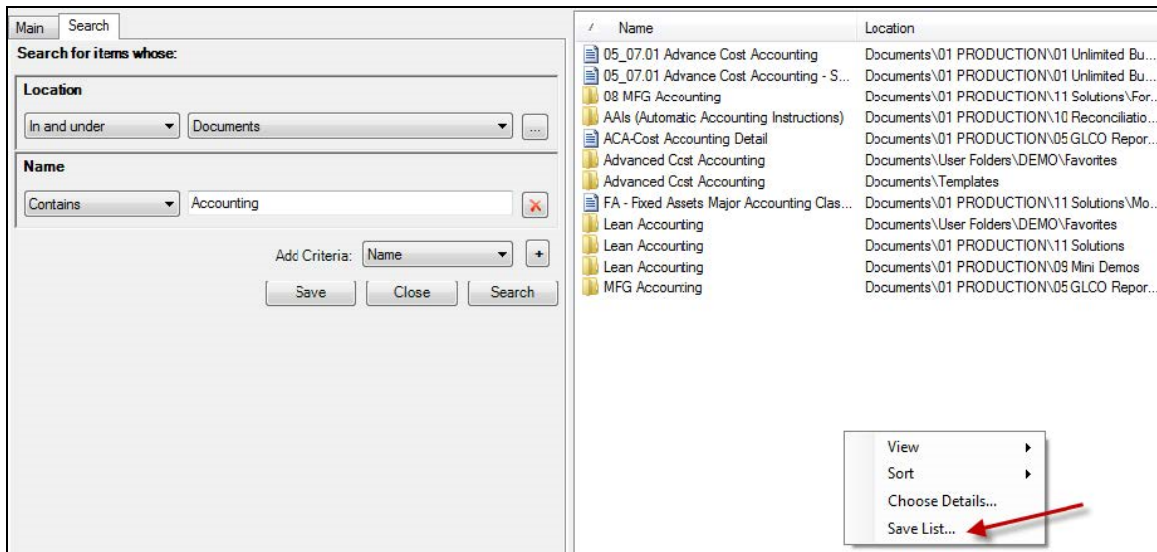 Main Search
Search for items whose:
Location
In and under Documents ...
Name
Contains Accounting
Add Criteria: Name +
Save Close Search
/ Name Location
05_07.01 Advance Cost Accounting Documents\01 PRODUCTION\01 Unlimited Bu...
05_07.01 Advance Cost Accounting - S... Documents\01 PRODUCTION\01 Unlimited Bu...
08 MFG Accounting Documents\01 PRODUCTION\11 Solutions\For...
AAIs (Automatic Accounting Instructions) Documents\01 PRODUCTION\10 Reconciliatio...
ACA-Cost Accounting Detail Documents\01 PRODUCTION\05 GLCO Repor...
Advanced Cost Accounting Documents\User Folders\DEMO\Favorites
Advanced Cost Accounting Documents\Templates
FA - Fixed Assets Major Accounting Clas... Documents\01 PRODUCTION\11 Solutions\Mo...
Lean Accounting Documents\User Folders\DEMO\Favorites
Lean Accounting Documents\01 PRODUCTION\11 Solutions
Lean Accounting Documents\01 PRODUCTION\09 Mini Demos
MFG Accounting Documents\01 PRODUCTION\05 GLCO Repor...
View
Sort
Choose Details...
Save List...